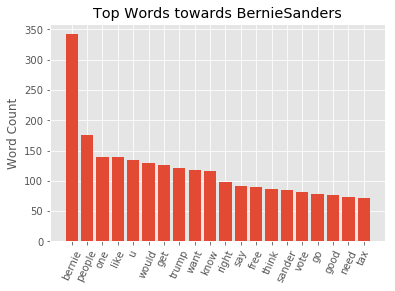 Top Words towards BernieSanders
350
300
250
200
150
100
50
0
Word Count
bernie
people
one
like
u
would
get
trump
want
know
right
say
free
think
sander
vote
go
good
need
tax